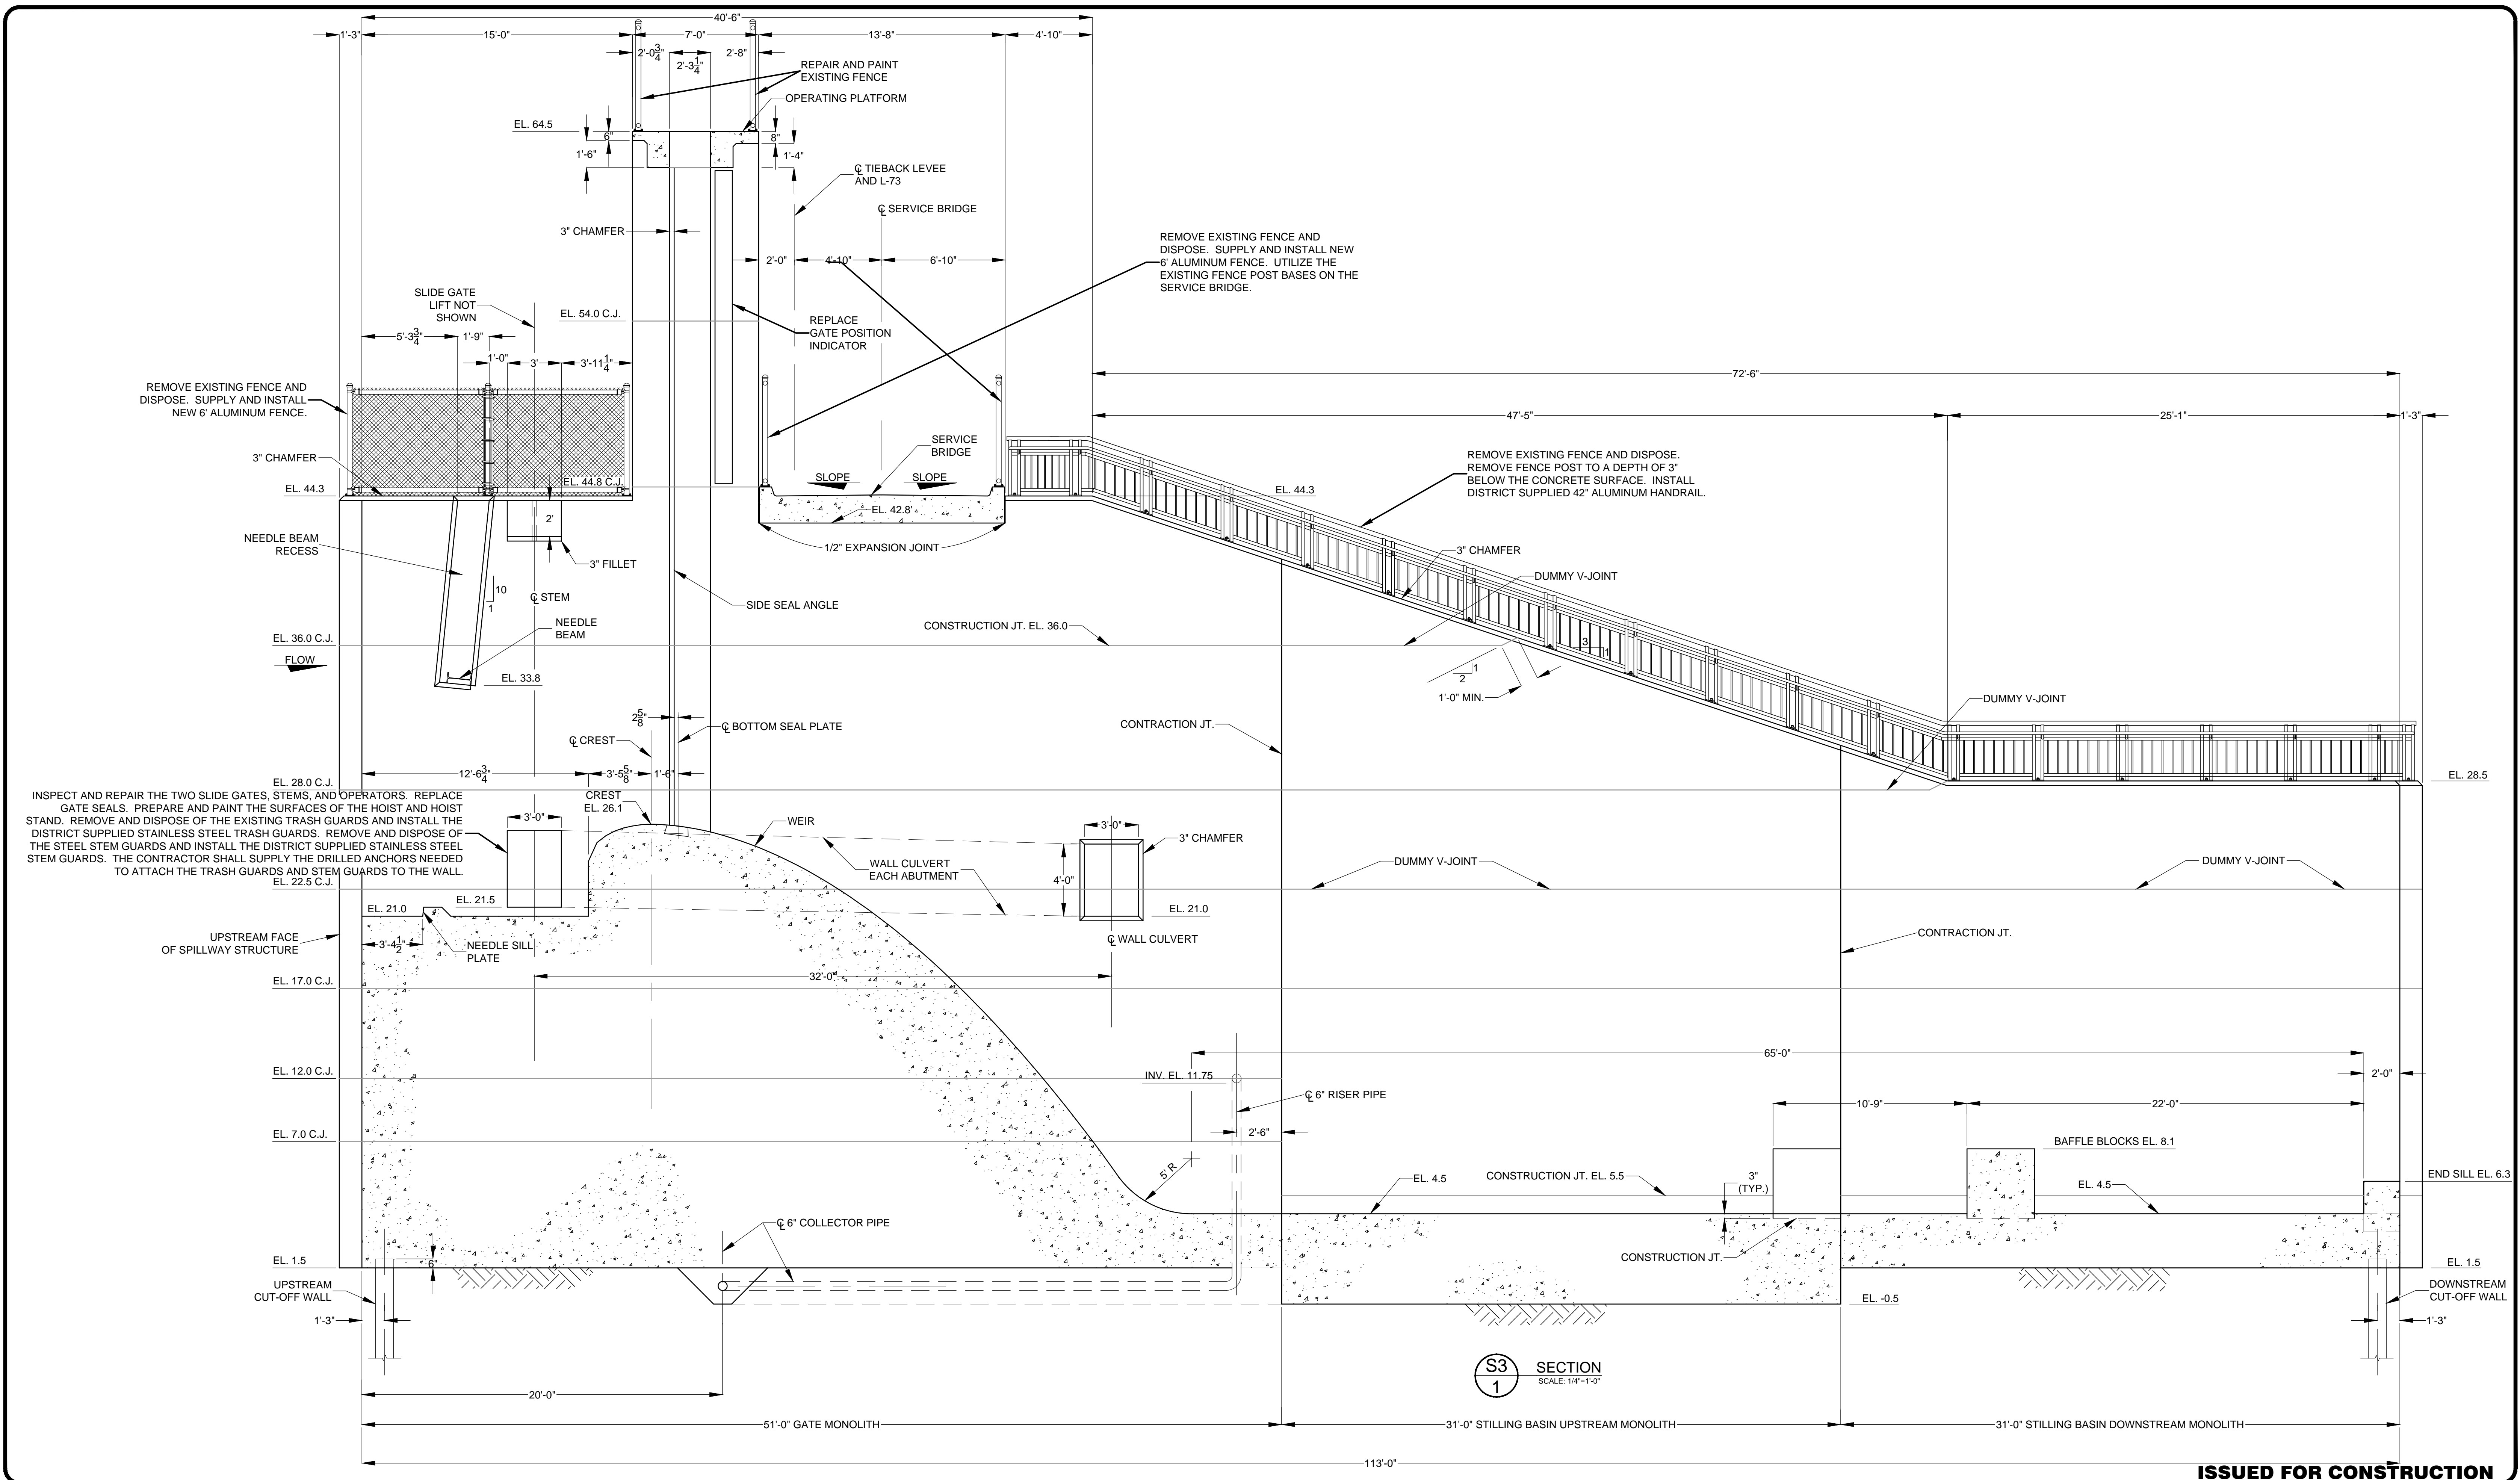 40'-6"
1'-3"
15'-0"
7'-0"
13'-8"
4'-10"
2'-0 3/4"
2'-3 1/4"
2'-8"
REPAIR AND PAINT
EXISTING FENCE
OPERATING PLATFORM
EL. 64.5
6"
1'-6"
8"
1'-4"
℄ TIEBACK LEVEE
AND L-73
℄ SERVICE BRIDGE
3" CHAMFER
2'-0"
4'-10"
6'-10"
REMOVE EXISTING FENCE AND
DISPOSE. SUPPLY AND INSTALL NEW
6' ALUMINUM FENCE. UTILIZE THE
EXISTING FENCE POST BASES ON THE
SERVICE BRIDGE.
SLIDE GATE
LIFT NOT
SHOWN
EL. 54.0 C.J.
REPLACE
GATE POSITION
INDICATOR
5'-3 3/4"
1'-9"
1'-0"
3'
3'-11 1/4"
72'-6"
47'-5"
25'-1"
1'-3"
REMOVE EXISTING FENCE AND
DISPOSE. SUPPLY AND INSTALL
NEW 6' ALUMINUM FENCE.
3" CHAMFER
EL. 44.3
EL. 44.8 C.J.
SERVICE
BRIDGE
SLOPE
SLOPE
EL. 42.8'
EL. 44.3
REMOVE EXISTING FENCE AND DISPOSE.
REMOVE FENCE POST TO A DEPTH OF 3"
BELOW THE CONCRETE SURFACE. INSTALL
DISTRICT SUPPLIED 42" ALUMINUM HANDRAIL.
2'
NEEDLE BEAM
RECESS
1/2" EXPANSION JOINT
3" FILLET
3" CHAMFER
10
1
℄ STEM
SIDE SEAL ANGLE
DUMMY V-JOINT
NEEDLE
BEAM
CONSTRUCTION JT. EL. 36.0
EL. 36.0 C.J.
FLOW
EL. 33.8
3
1
1
2
1'-0" MIN.
DUMMY V-JOINT
2 5/8"
℄ BOTTOM SEAL PLATE
℄ CREST
CONTRACTION JT.
EL. 28.0 C.J.
12'-6 3/4"
3'-5 5/8"
1'-6"
EL. 28.5
INSPECT AND REPAIR THE TWO SLIDE GATES, STEMS, AND OPERATORS. REPLACE
GATE SEALS. PREPARE AND PAINT THE SURFACES OF THE HOIST AND HOIST
STAND. REMOVE AND DISPOSE OF THE EXISTING TRASH GUARDS AND INSTALL THE
DISTRICT SUPPLIED STAINLESS STEEL TRASH GUARDS. REMOVE AND DISPOSE OF
THE STEEL STEM GUARDS AND INSTALL THE DISTRICT SUPPLIED STAINLESS STEEL
STEM GUARDS. THE CONTRACTOR SHALL SUPPLY THE DRILLED ANCHORS NEEDED
TO ATTACH THE TRASH GUARDS AND STEM GUARDS TO THE WALL.
CREST
EL. 26.1
3'-0"
WEIR
3'-0"
3" CHAMFER
WALL CULVERT
EACH ABUTMENT
4'-0"
DUMMY V-JOINT
DUMMY V-JOINT
EL. 22.5 C.J.
EL. 21.0
EL. 21.5
EL. 21.0
UPSTREAM FACE
OF SPILLWAY STRUCTURE
3'-4 1/2"
NEEDLE SILL
PLATE
℄ WALL CULVERT
CONTRACTION JT.
32'-0"
EL. 17.0 C.J.
65'-0"
EL. 12.0 C.J.
INV. EL. 11.75
2'-0"
℄ 6" RISER PIPE
10'-9"
22'-0"
EL. 7.0 C.J.
2'-6"
BAFFLE BLOCKS EL. 8.1
5' R
EL. 4.5
CONSTRUCTION JT. EL. 5.5
3"
(TYP.)
EL. 4.5
END SILL EL. 6.3
℄ 6" COLLECTOR PIPE
CONSTRUCTION JT.
EL. 1.5
6"
EL. 1.5
UPSTREAM
CUT-OFF WALL
EL. -0.5
DOWNSTREAM
CUT-OFF WALL
1'-3"
1'-3"
S3
1
SECTION
SCALE: 1/4"=1'-0"
20'-0"
51'-0" GATE MONOLITH
31'-0" STILLING BASIN UPSTREAM MONOLITH
31'-0" STILLING BASIN DOWNSTREAM MONOLITH
113'-0"
ISSUED FOR CONSTRUCTION